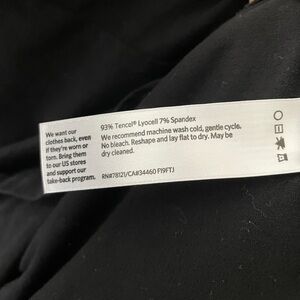 We want our
clothes back, even
if they're worn or
torn. Bring them
to our US stores
and support our
take-back program.
93% Tencel® Lyocell 7% Spandex
We recommend machine wash cold, gentle cycle.
No bleach. Reshape and lay flat to dry. May be
dry cleaned.
RN#78121/CA#34460 F19FTJ